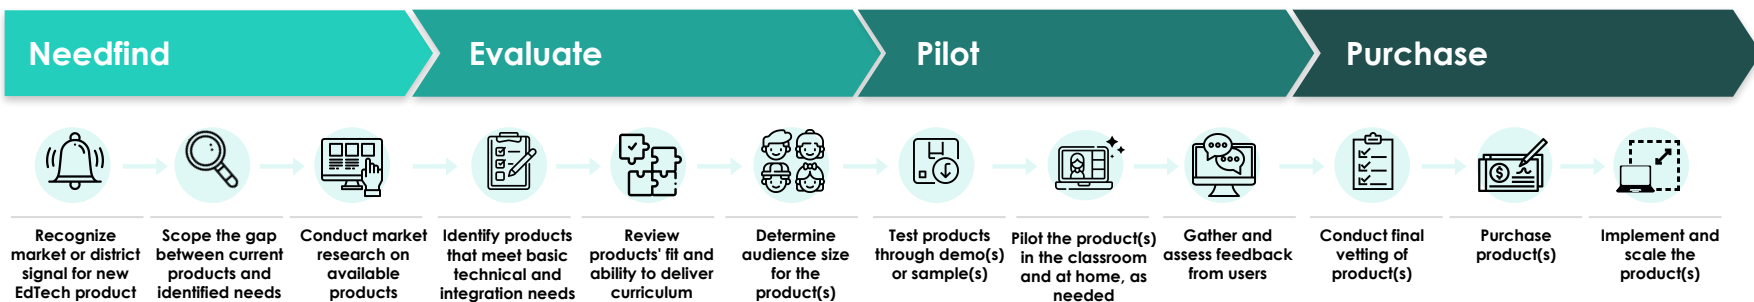 Needfind
Evaluate
Pilot
Purchase
Recognize
market or district
signal for new
EdTech product
Scope the gap
between current
products and
identified needs
Conduct market
research on
available
products
Identify products
that meet basic
technical and
integration needs
Review
products' fit and
ability to deliver
curriculum
Determine
audience size
for the
product(s)
Test products
through demo(s)
or sample(s)
Pilot the product(s)
in the classroom
and at home, as
needed
Gather and
assess feedback
from users
Conduct final
vetting of
product(s)
Purchase
product(s)
Implement and
scale the
product(s)